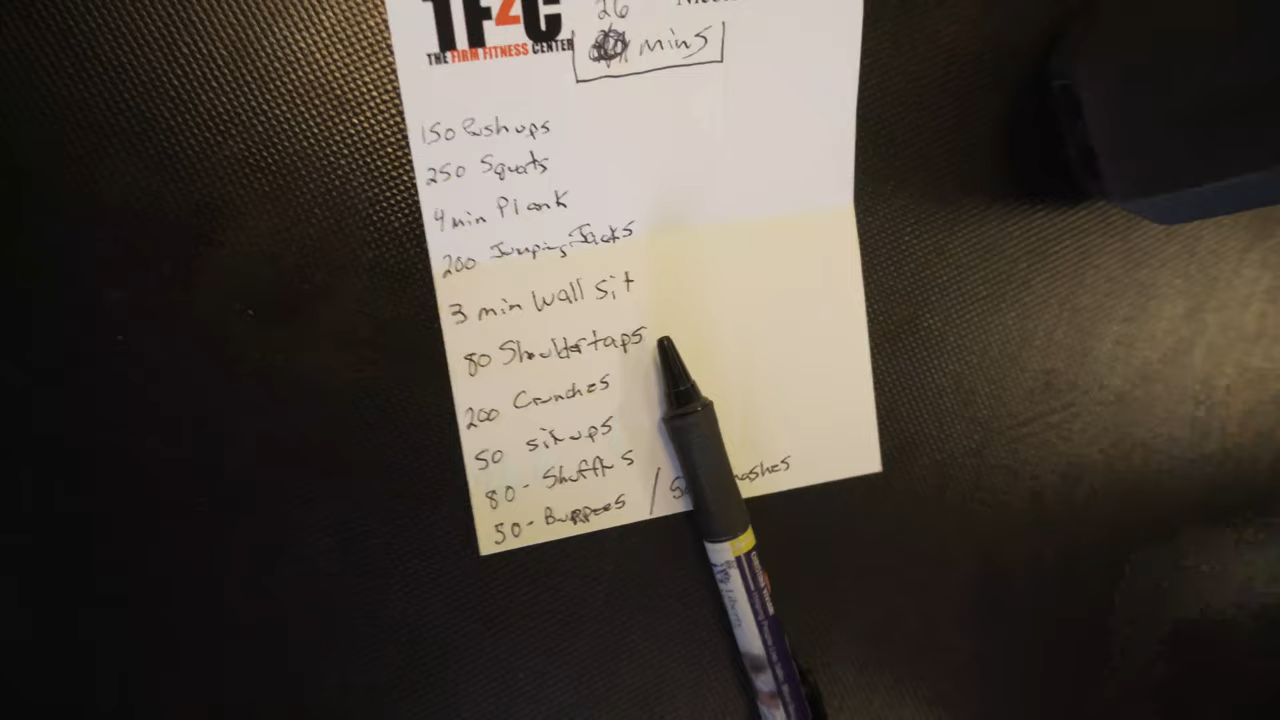 TF2C
THE FIRM FITNESS CENTER
26
mins
150 Pushups
250 Squats
4 min Plank
200 Jumping Jacks
3 min Wall sit
80 Shouldertaps
200 Crunches
50 situps
80 - Shuffles
50 - Burpees /